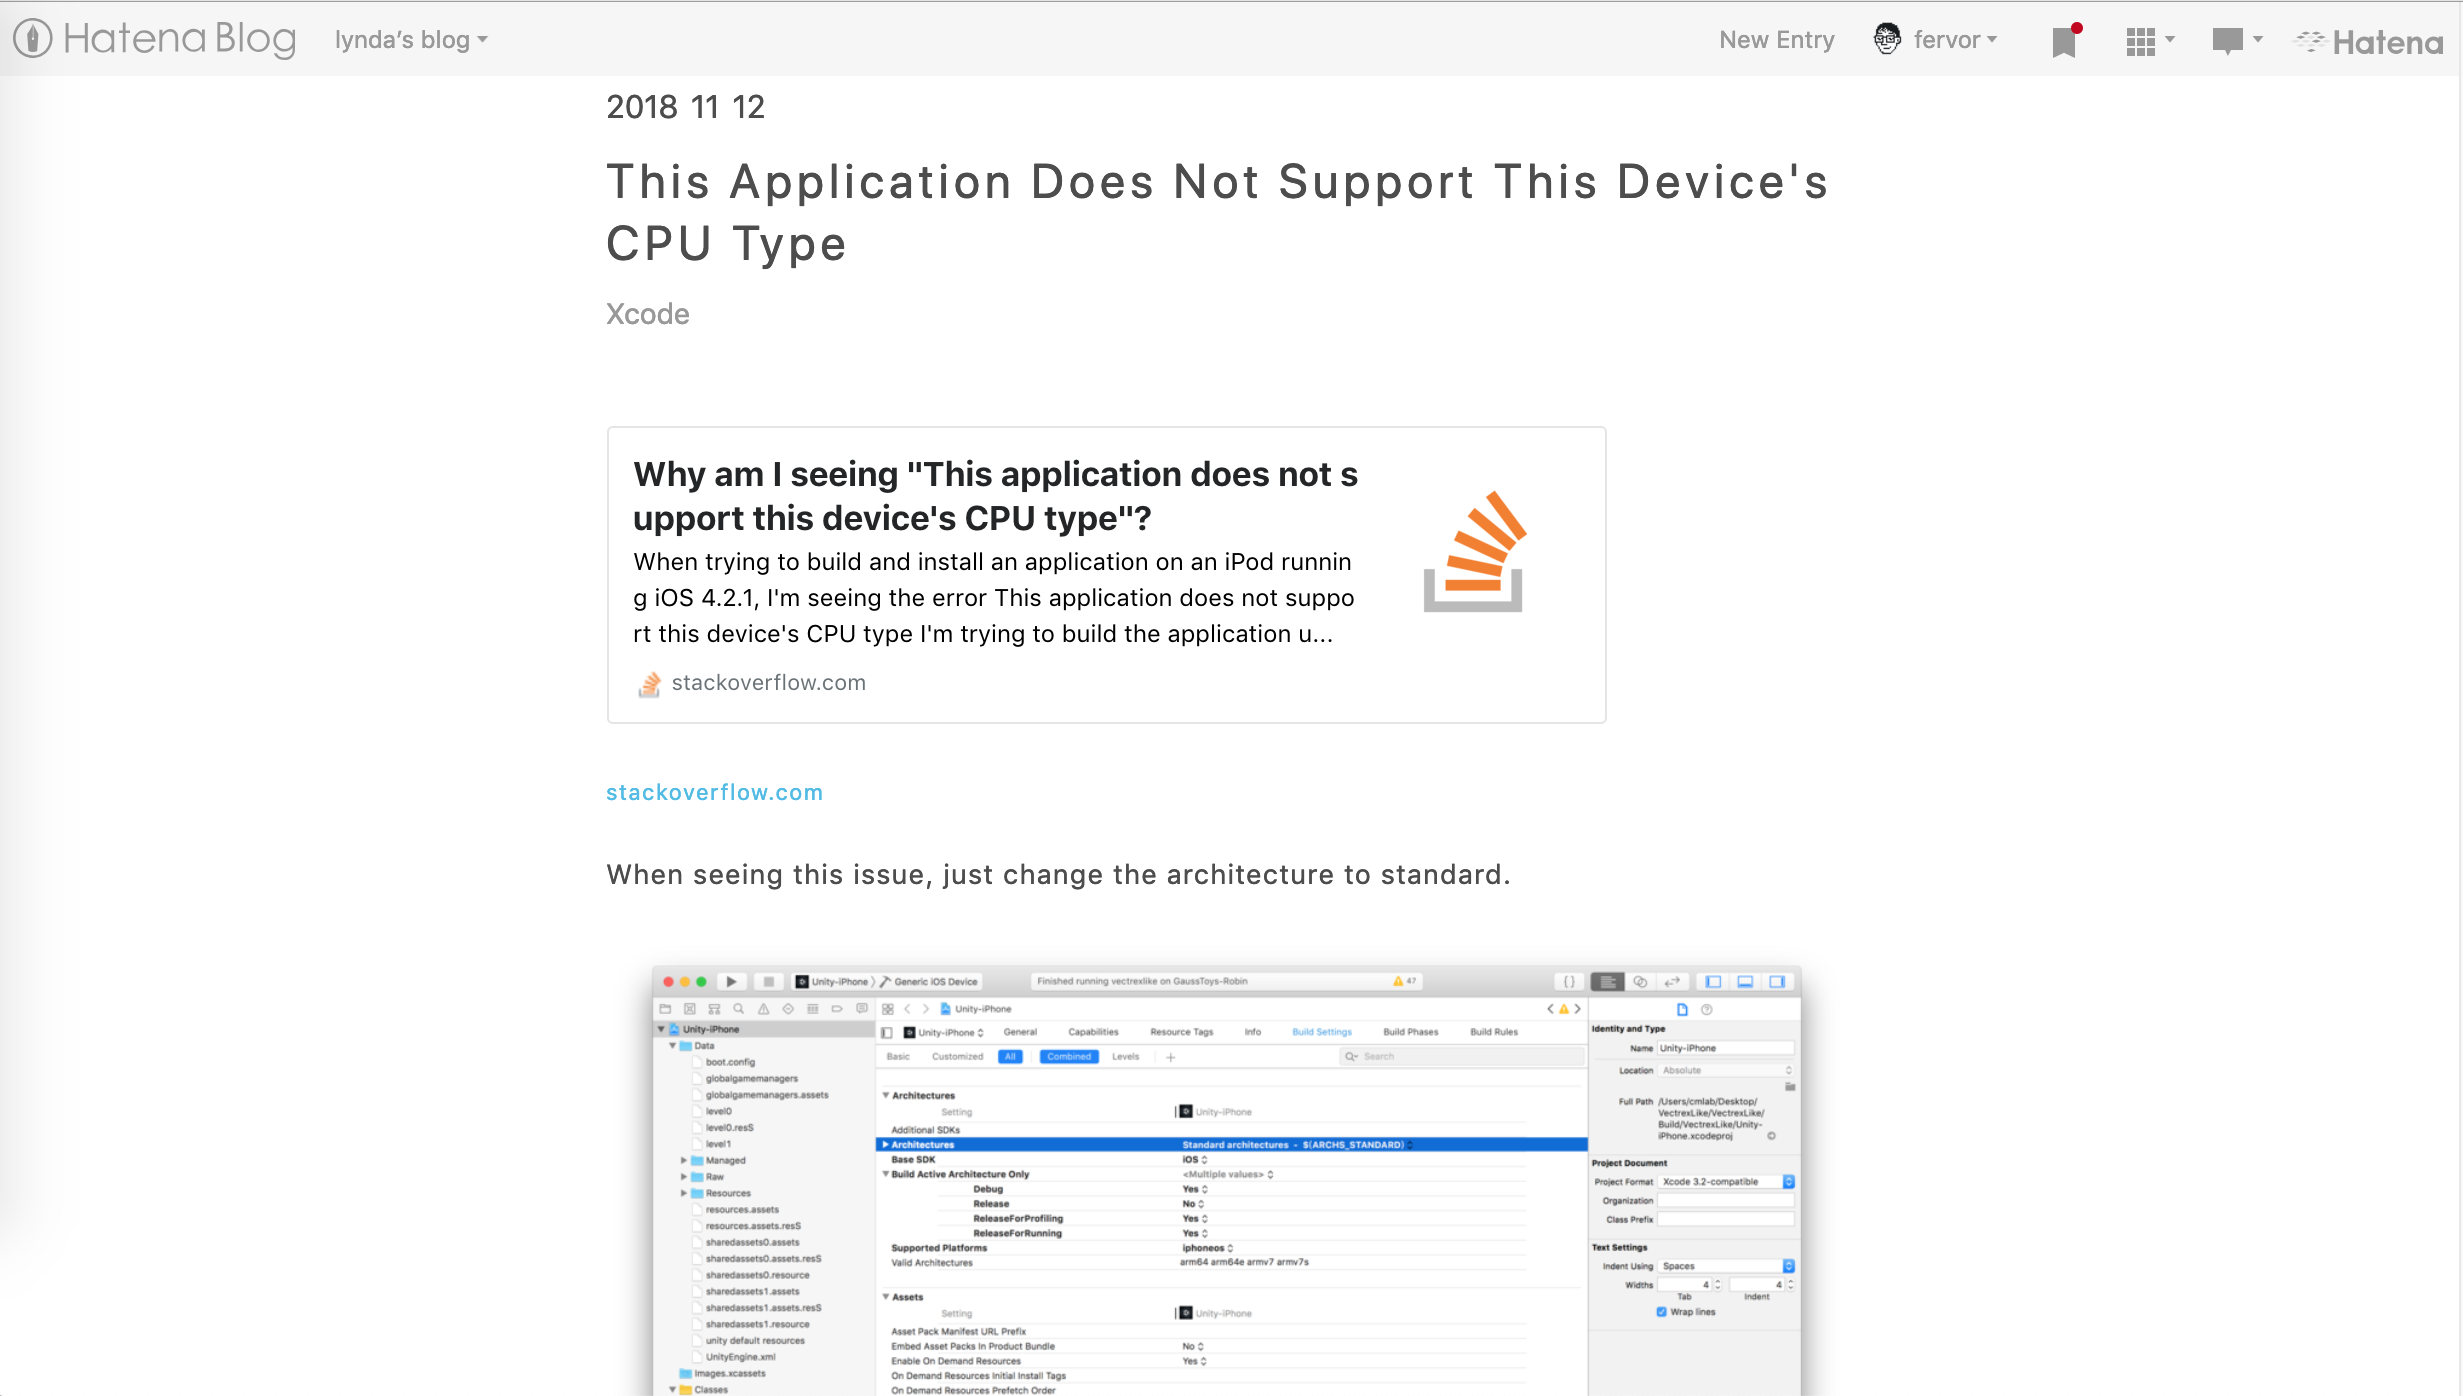 Hatena Blog lynda's blog New Entry fervor Hatena
2018 11 12
This Application Does Not Support This Device's
CPU Type
Xcode
Why am I seeing "This application does not s
upport this device's CPU type"?
When trying to build and install an application on an iPod runnin
g iOS 4.2.1, I'm seeing the error This application does not suppo
rt this device's CPU type I'm trying to build the application u...
stackoverflow.com
stackoverflow.com
When seeing this issue, just change the architecture to standard.
Unity-iPhone Generic iOS Device Finished running vectrexlike on GaussToys-Robin 47
Unity-iPhone
Unity-iPhone
Data
boot.config
globalgamemanagers
globalgamemanagers.assets
level0
level0.resS
level1
Managed
Raw
Resources
resources.assets
resources.assets.resS
sharedassets0.assets
sharedassets0.assets.resS
sharedassets0.resource
sharedassets1.assets
sharedassets1.assets.resS
sharedassets1.resource
unity default resources
UnityEngine.xml
Images.xcassets
Classes
Unity-iPhone General Capabilities Resource Tags Info Build Settings Build Phases Build Rules
Basic Customized All Combined Levels + Search
Architectures
Setting Unity-iPhone
Additional SDKs
Architectures Standard architectures - $(ARCHS_STANDARD)
Base SDK iOS
Build Active Architecture Only <Multiple values>
Debug Yes
Release No
ReleaseForProfiling Yes
ReleaseForRunning Yes
Supported Platforms iphoneos
Valid Architectures arm64 arm64e armv7 armv7s
Assets
Setting Unity-iPhone
Asset Pack Manifest URL Prefix
Embed Asset Packs In Product Bundle No
Enable On Demand Resources Yes
On Demand Resources Initial Install Tags
On Demand Resources Prefetch Order
Identity and Type
Name Unity-iPhone
Location Absolute
Full Path /Users/cmlab/Desktop/
VectrexLike/VectrexLike/
Build/VectrexLike/Unity-
iPhone.xcodeproj
Project Document
Project Format Xcode 3.2-compatible
Organization
Class Prefix
Text Settings
Indent Using Spaces
Widths 4 4
Tab Indent
Wrap lines